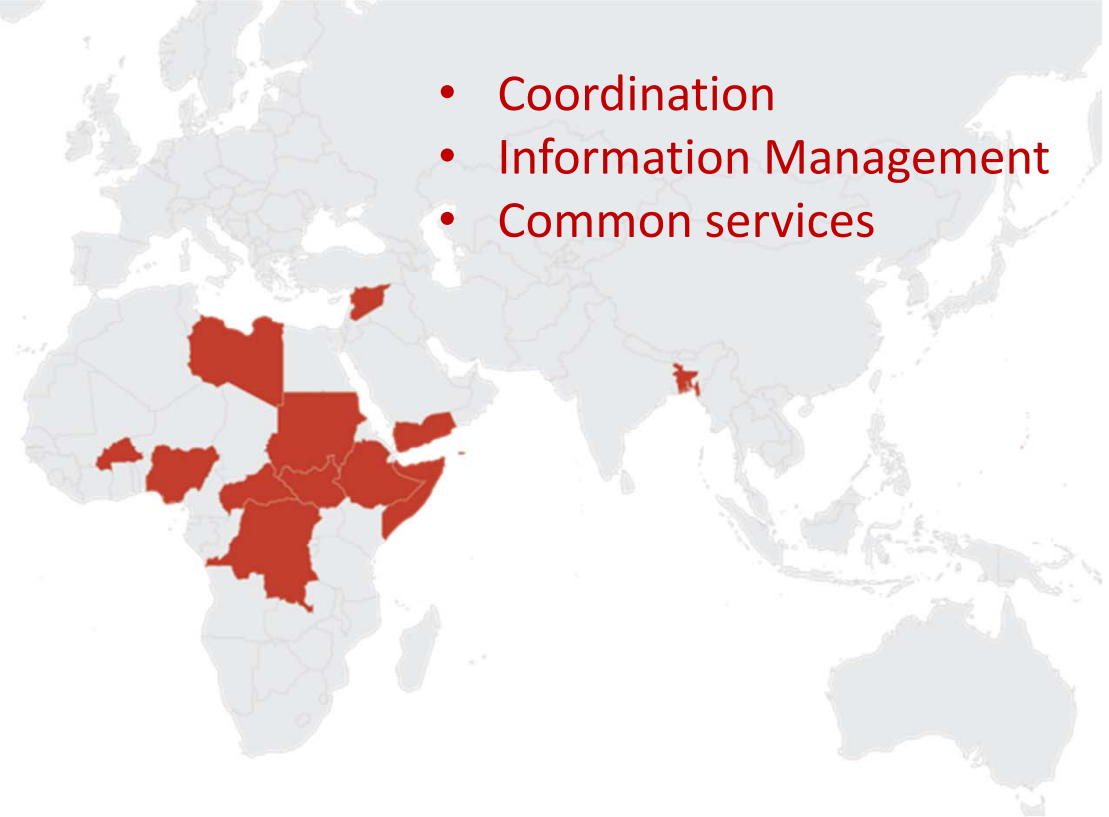 • Coordination
• Information Management
• Common services